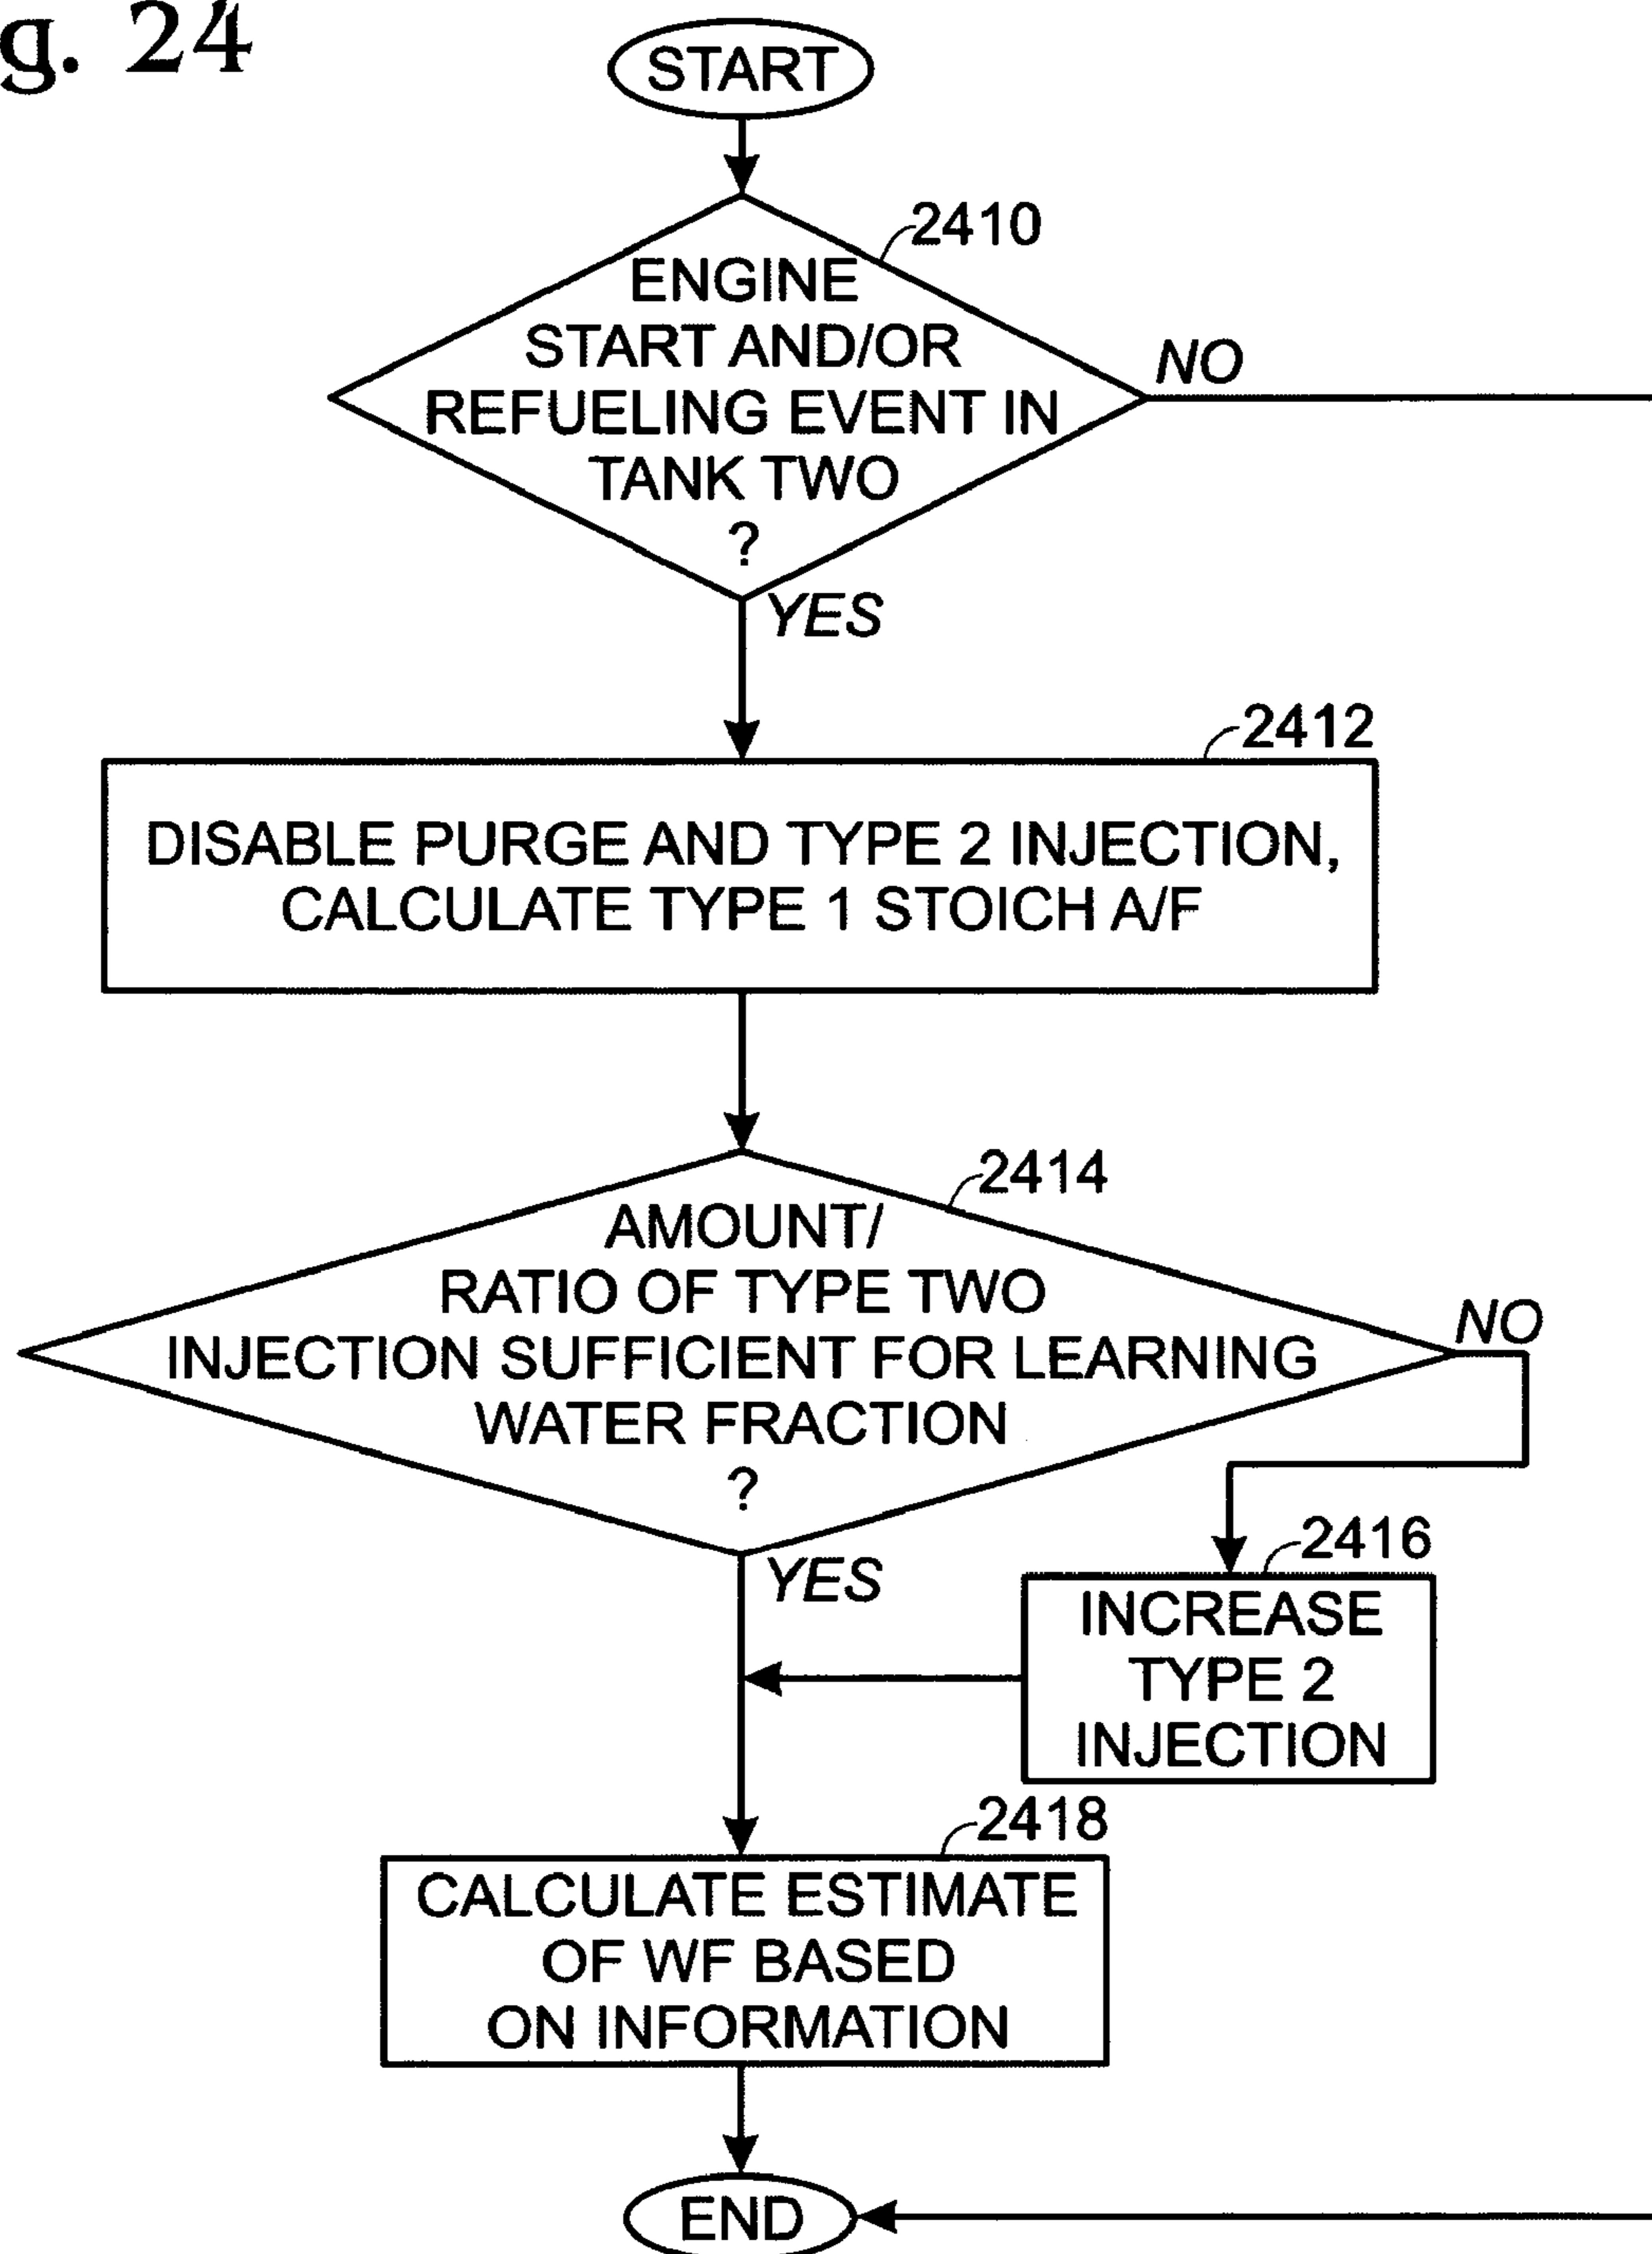 g. 24
START
2410
ENGINE
START AND/OR
REFUELING EVENT IN
TANK TWO
?
NO
YES
2412
DISABLE PURGE AND TYPE 2 INJECTION,
CALCULATE TYPE 1 STOICH A/F
2414
AMOUNT/
RATIO OF TYPE TWO
INJECTION SUFFICIENT FOR LEARNING
WATER FRACTION
?
NO
YES
2416
INCREASE
TYPE 2
INJECTION
2418
CALCULATE ESTIMATE
OF WF BASED
ON INFORMATION
END